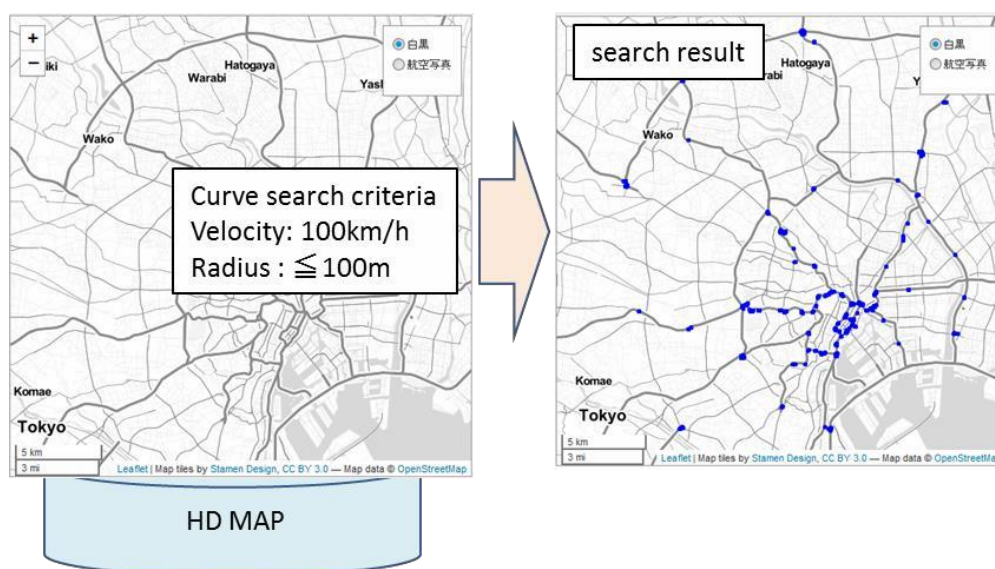 +
−
iki
Hatogaya
Warabi
Yasl
Wako
白黒
航空写真
Curve search criteria
Velocity: 100km/h
Radius : ≦100m
Komae
Tokyo
5 km
3 mi
Leaflet | Map tiles by Stamen Design, CC BY 3.0 — Map data © OpenStreetMap
HD MAP
search result
白黒
航空写真
Hatogaya
rabi
Y
Wako
Komae
Tokyo
5 km
3 mi
Leaflet | Map tiles by Stamen Design, CC BY 3.0 — Map data © OpenStreetMap